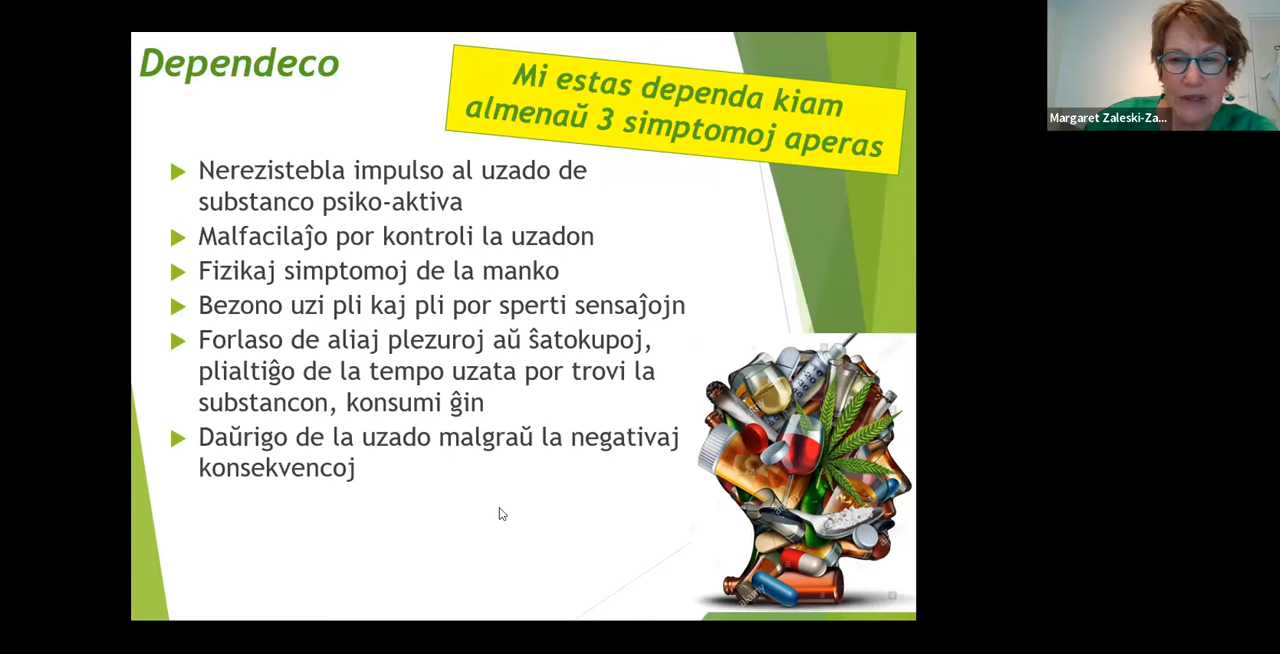 Dependeco
Mi estas dependa kiam
almenaŭ 3 simptomoj aperas
Nerezistebla impulso al uzado de
substanco psiko-aktiva
Malfacilaĵo por kontroli la uzadon
Fizikaj simptomoj de la manko
Bezono uzi pli kaj pli por sperti sensaĵojn
Forlaso de aliaj plezuroj aŭ ŝatokupoj,
plialtiĝo de la tempo uzata por trovi la
substancon, konsumi ĝin
Daŭrigo de la uzado malgraŭ la negativaj
konsekvencoj
Margaret Zaleski-Za...